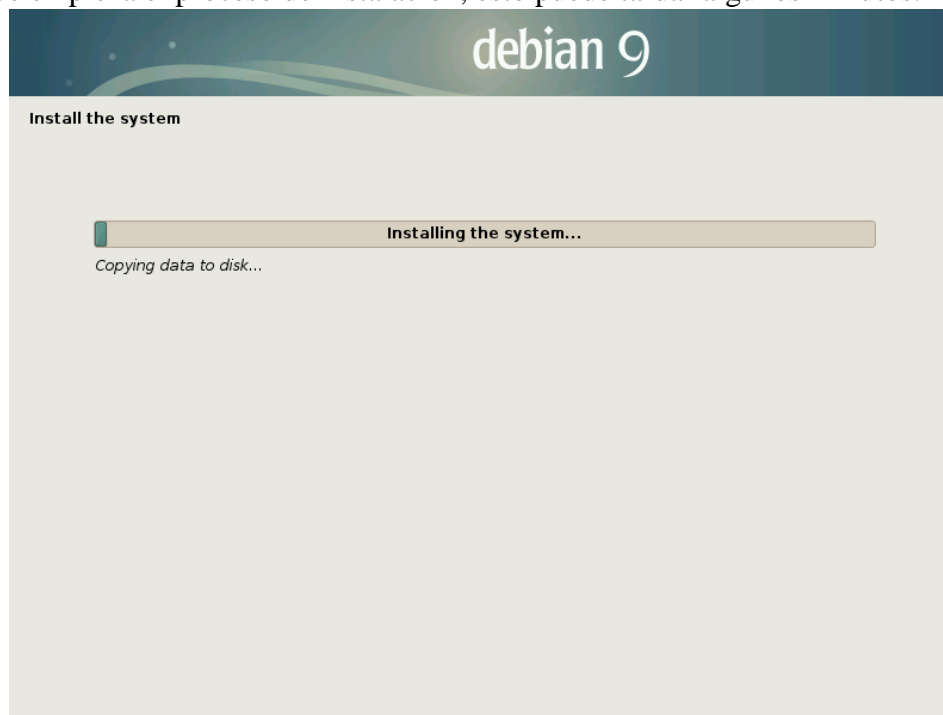 debian 9
Install the system
Installing the system...
Copying data to disk...